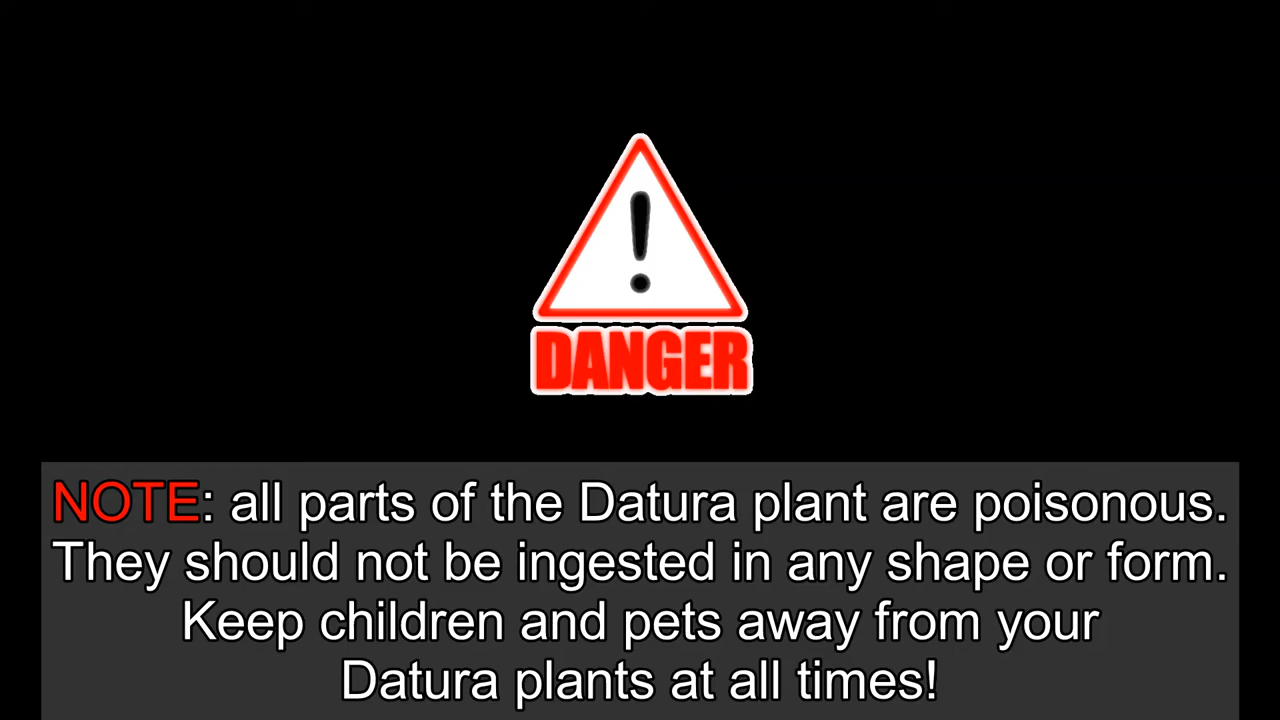 DANGER
NOTE: all parts of the Datura plant are poisonous.
They should not be ingested in any shape or form.
Keep children and pets away from your
Datura plants at all times!